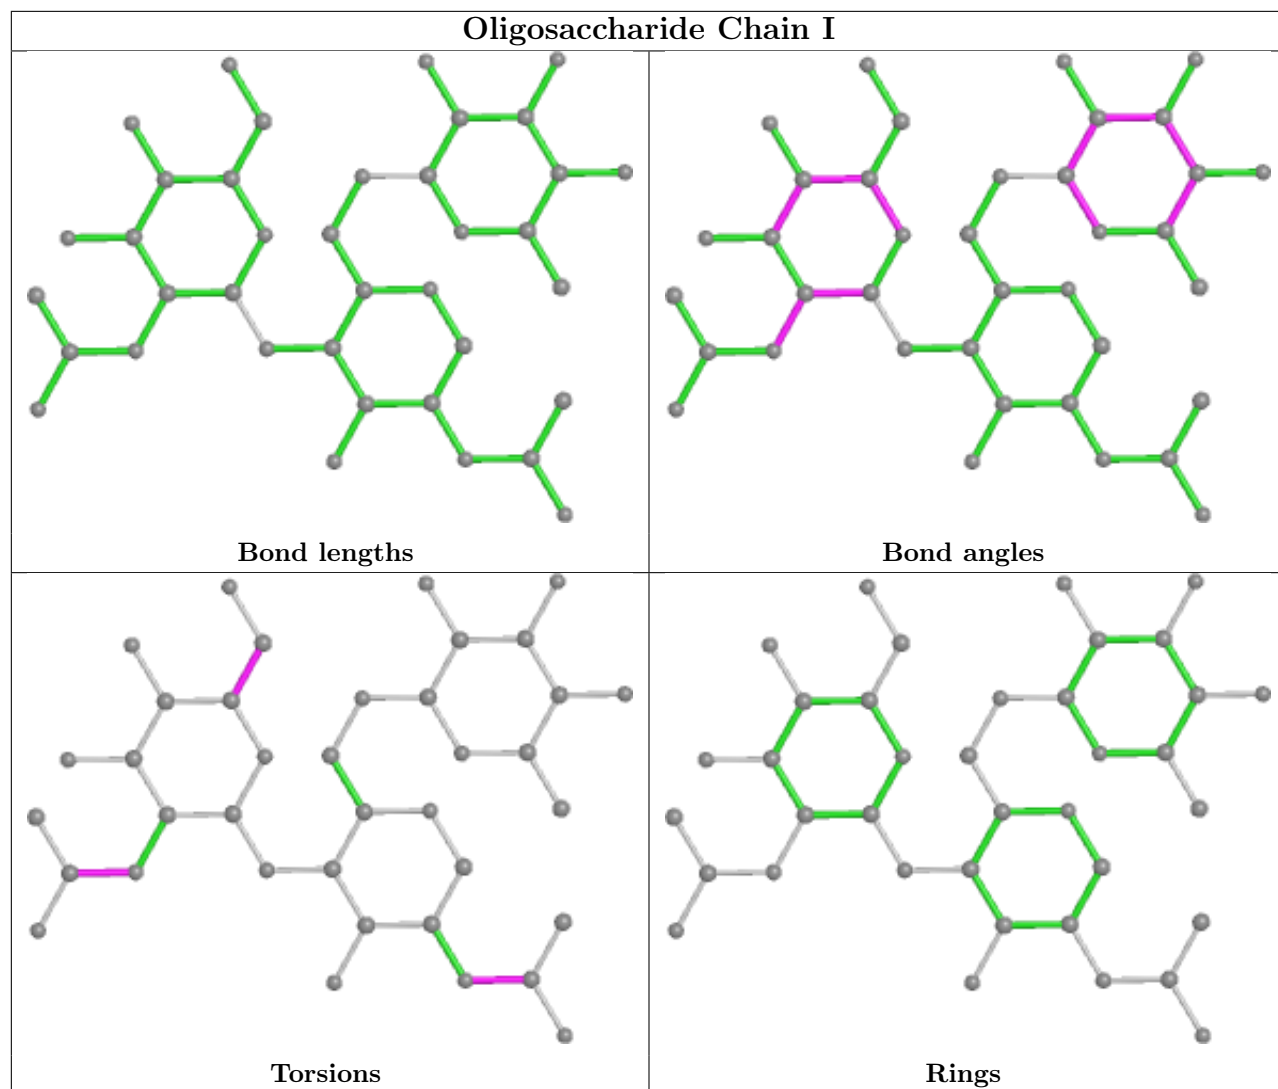 Oligosaccharide Chain I
Bond lengths
Bond angles
Torsions
Rings